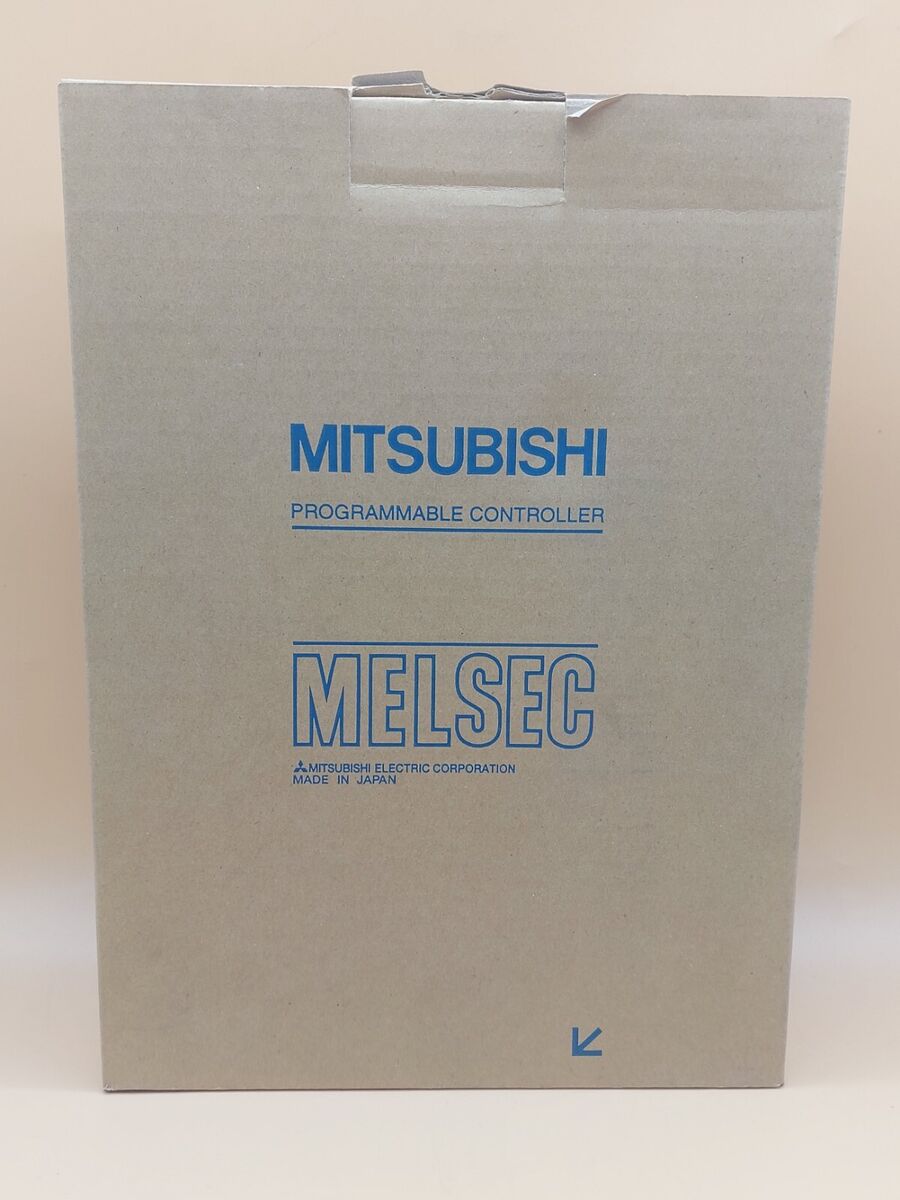 MITSUBISHI
PROGRAMMABLE CONTROLLER
MELSEC
MITSUBISHI ELECTRIC CORPORATION
MADE IN JAPAN